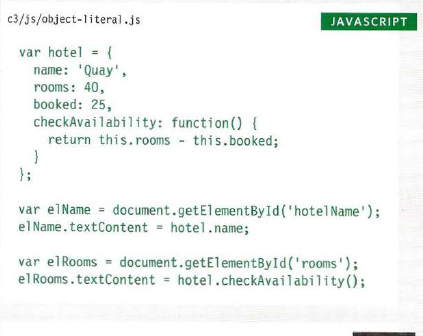 c3/js/object-literal.js
JAVASCRIPT
var hotel = {
name: 'Quay',
rooms: 40,
booked: 25,
checkAvailability: function() {
return this.rooms - this.booked;
}
};
var elName = document.getElementById('hotelName');
elName.textContent = hotel.name;
var elRooms = document.getElementById('rooms');
elRooms.textContent = hotel.checkAvailability();